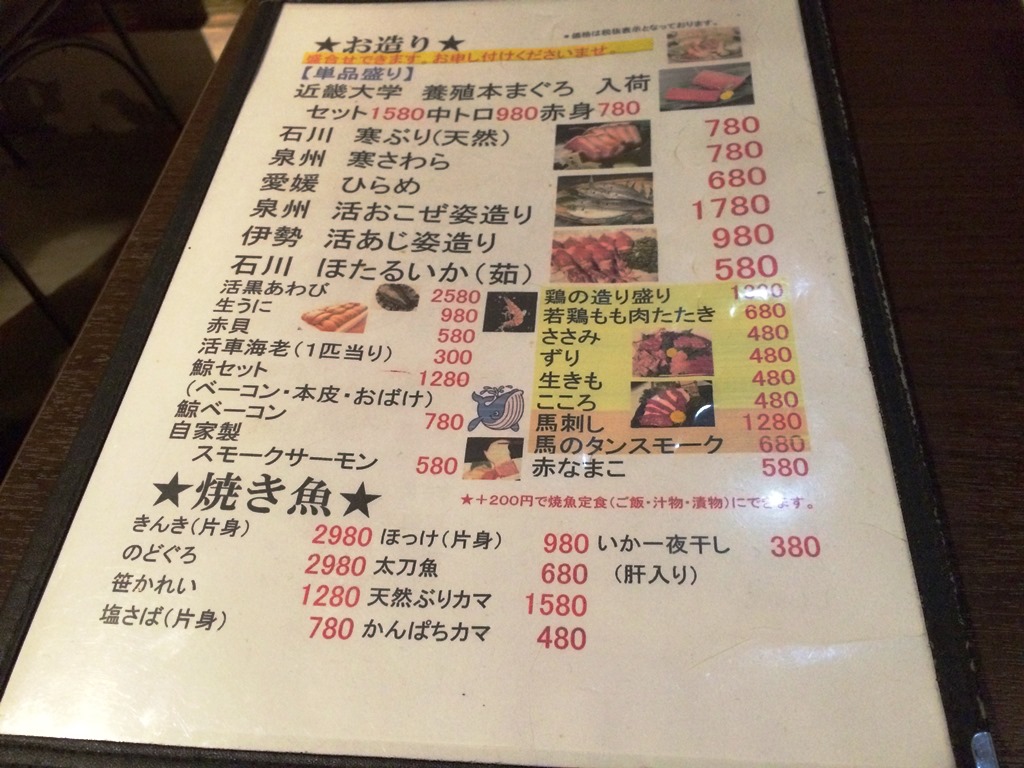 ★お造り★
＊価格は税抜表示となっております。
盛合せできます。お申し付けくださいませ。
【単品盛り】
近畿大学 養殖本まぐろ 入荷
セット1580中トロ980赤身780
石川 寒ぶり(天然) 780
泉州 寒さわら 780
愛媛 ひらめ 680
泉州 活おこぜ姿造り 1780
伊勢 活あじ姿造り 980
石川 ほたるいか(茹) 580
活黒あわび 2580
生うに 980
赤貝 580
活車海老(1匹当り) 300
鯨セット 1280
(ベーコン・本皮・おばけ)
鯨ベーコン 780
自家製
スモークサーモン 580
鶏の造り盛り
若鶏もも肉たたき 680
ささみ 480
ずり 480
生きも 480
こころ 480
馬刺し 1280
馬のタンスモーク 680
赤なまこ 580
★焼き魚★
★＋200円で焼魚定食(ご飯・汁物・漬物)にできます。
きんき(片身) 2980
のどぐろ 2980
笹かれい 1280
塩さば(片身) 780
ほっけ(片身) 980
太刀魚 680
天然ぶりカマ 1580
かんぱちカマ 480
いか一夜干し 380
(肝入り)